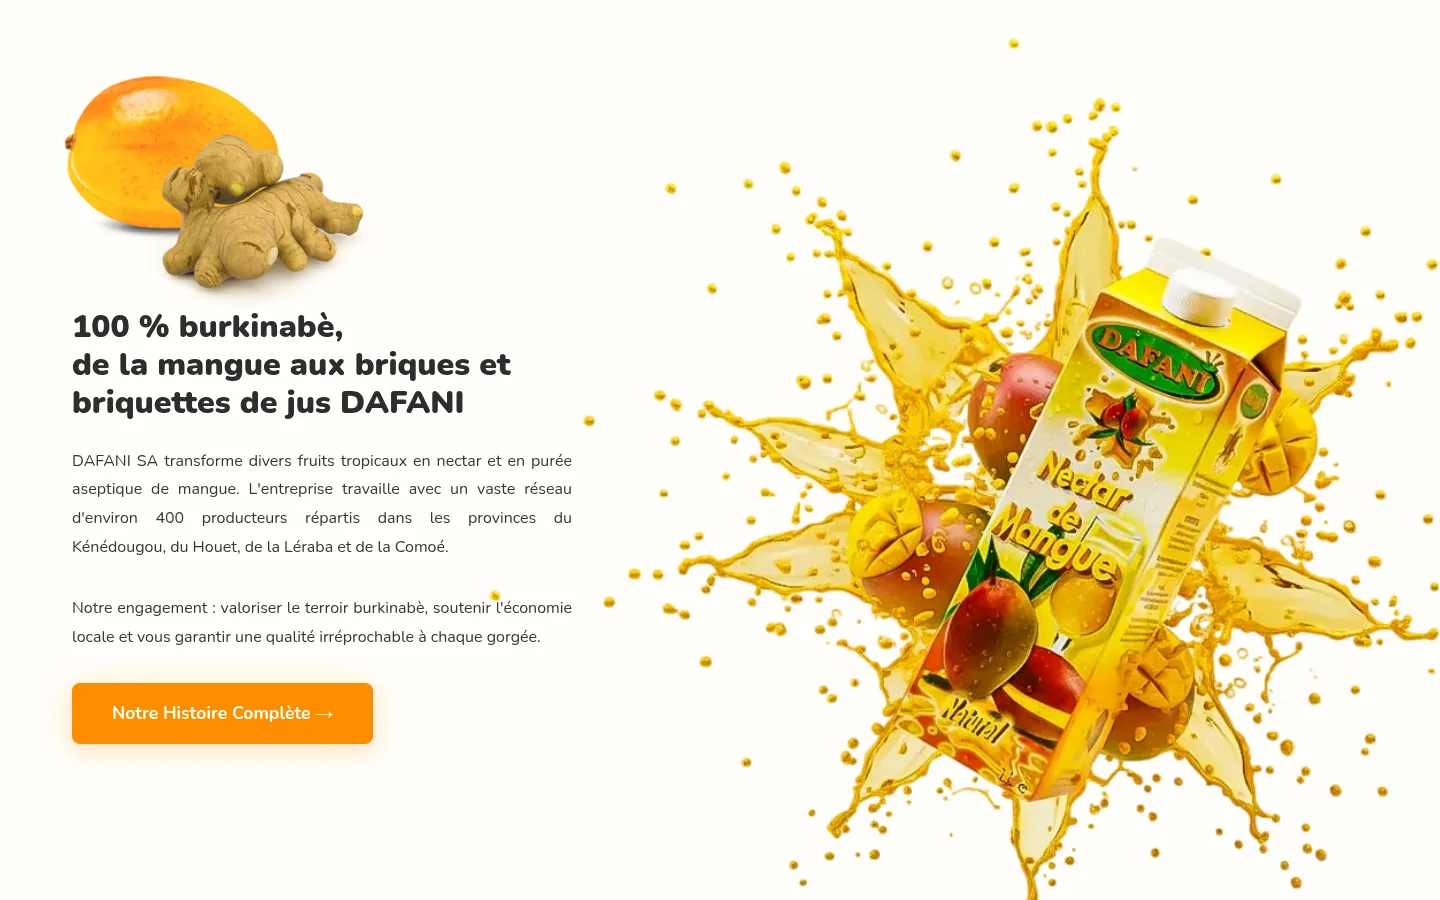 100 % burkinabè,
de la mangue aux briques et
briquettes de jus DAFANI
DAFANI SA transforme divers fruits tropicaux en nectar et en purée
aseptique de mangue. L'entreprise travaille avec un vaste réseau
d'environ 400 producteurs répartis dans les provinces du
Kénédougou, du Houet, de la Léraba et de la Comoé.
Notre engagement : valoriser le terroir burkinabè, soutenir l'économie
locale et vous garantir une qualité irréprochable à chaque gorgée.
Notre Histoire Complète →
DAFANI
Nectar
de
Mangue
Natural